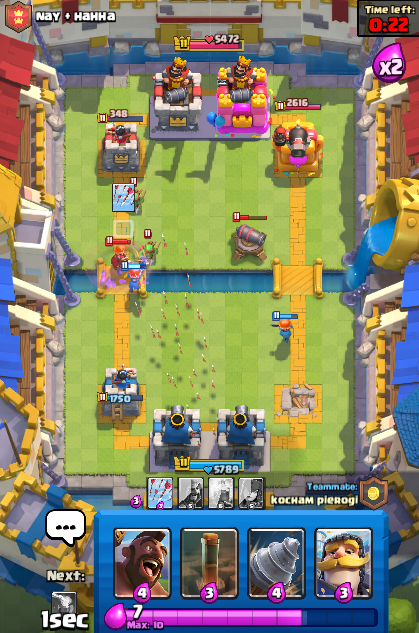 Nay + Hahha
Time left:
0:22
5472
x2
348
2616
1750
5789
3
Teammate:
kocham pierogi
...
4
3
4
3
Next:
1sec
7
Max: 10